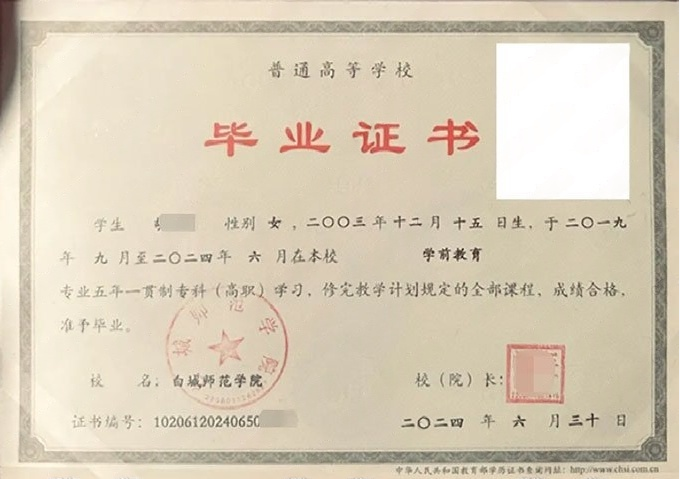 普通高等学校
毕业证书
学生 性别 女，二〇〇三年十二月十五日生，于二〇一九
年九月至二〇二四年六月在本校 学前教育
专业五年一贯制专科（高职）学习，修完教学计划规定的全部课程，成绩合格，
准予毕业。
校名：白城师范学院
校（院）长：
证书编号：10206120240650
二〇二四年六月三十日
中华人民共和国教育部学历证书查询网址：http://www.chsi.com.cn